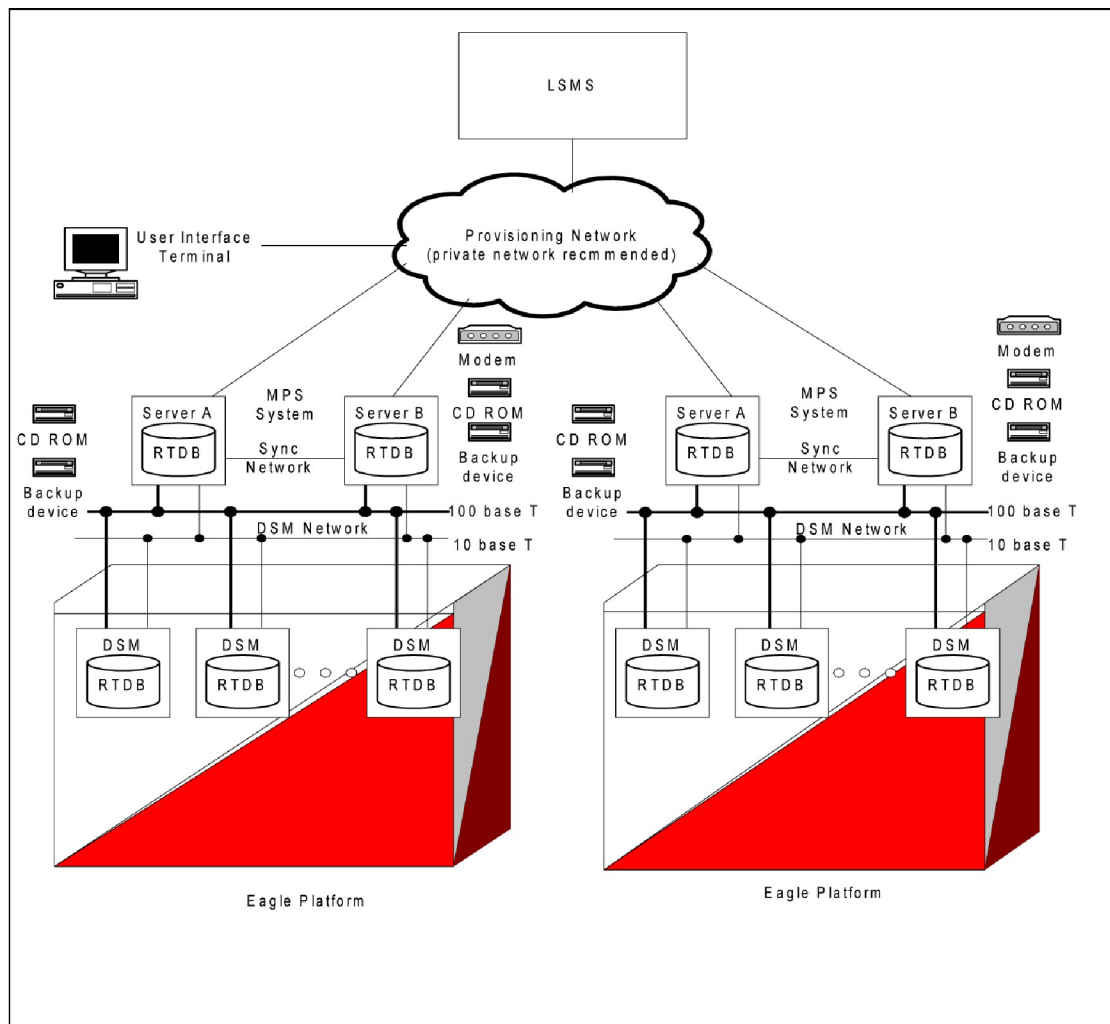 LSMS
Provisioning Network
(private network recmmended)
User Interface
Terminal
Modem
CD ROM
Backup
device
Server A
RTDB
MPS
System
Sync
Network
Server B
RTDB
CD ROM
Backup
device
100 base T
DSM Network
10 base T
DSM
RTDB
DSM
RTDB
DSM
RTDB
Eagle Platform
CD ROM
Backup
device
Server A
RTDB
MPS
System
Sync
Network
Server B
RTDB
Modem
CD ROM
Backup
device
100 base T
DSM Network
10 base T
DSM
RTDB
DSM
RTDB
DSM
RTDB
Eagle Platform